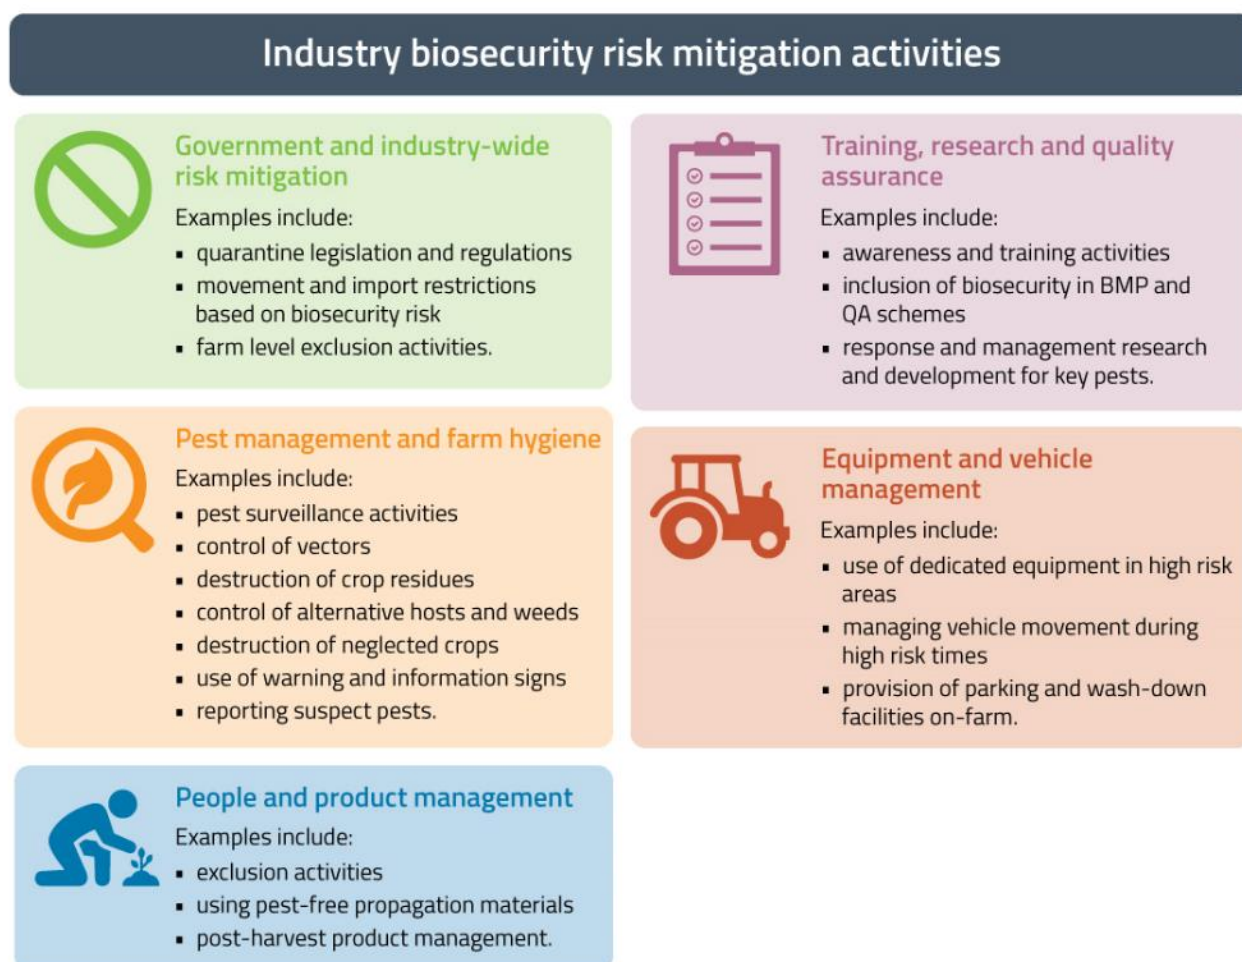 Industry biosecurity risk mitigation activities
Government and industry-wide
risk mitigation
Examples include:
▪ quarantine legislation and regulations
▪ movement and import restrictions
based on biosecurity risk
▪ farm level exclusion activities.
Training, research and quality
assurance
Examples include:
▪ awareness and training activities
▪ inclusion of biosecurity in BMP and
QA schemes
▪ response and management research
and development for key pests.
Pest management and farm hygiene
Examples include:
▪ pest surveillance activities
▪ control of vectors
▪ destruction of crop residues
▪ control of alternative hosts and weeds
▪ destruction of neglected crops
▪ use of warning and information signs
▪ reporting suspect pests.
Equipment and vehicle
management
Examples include:
▪ use of dedicated equipment in high risk
areas
▪ managing vehicle movement during
high risk times
▪ provision of parking and wash-down
facilities on-farm.
People and product management
Examples include:
▪ exclusion activities
▪ using pest-free propagation materials
▪ post-harvest product management.